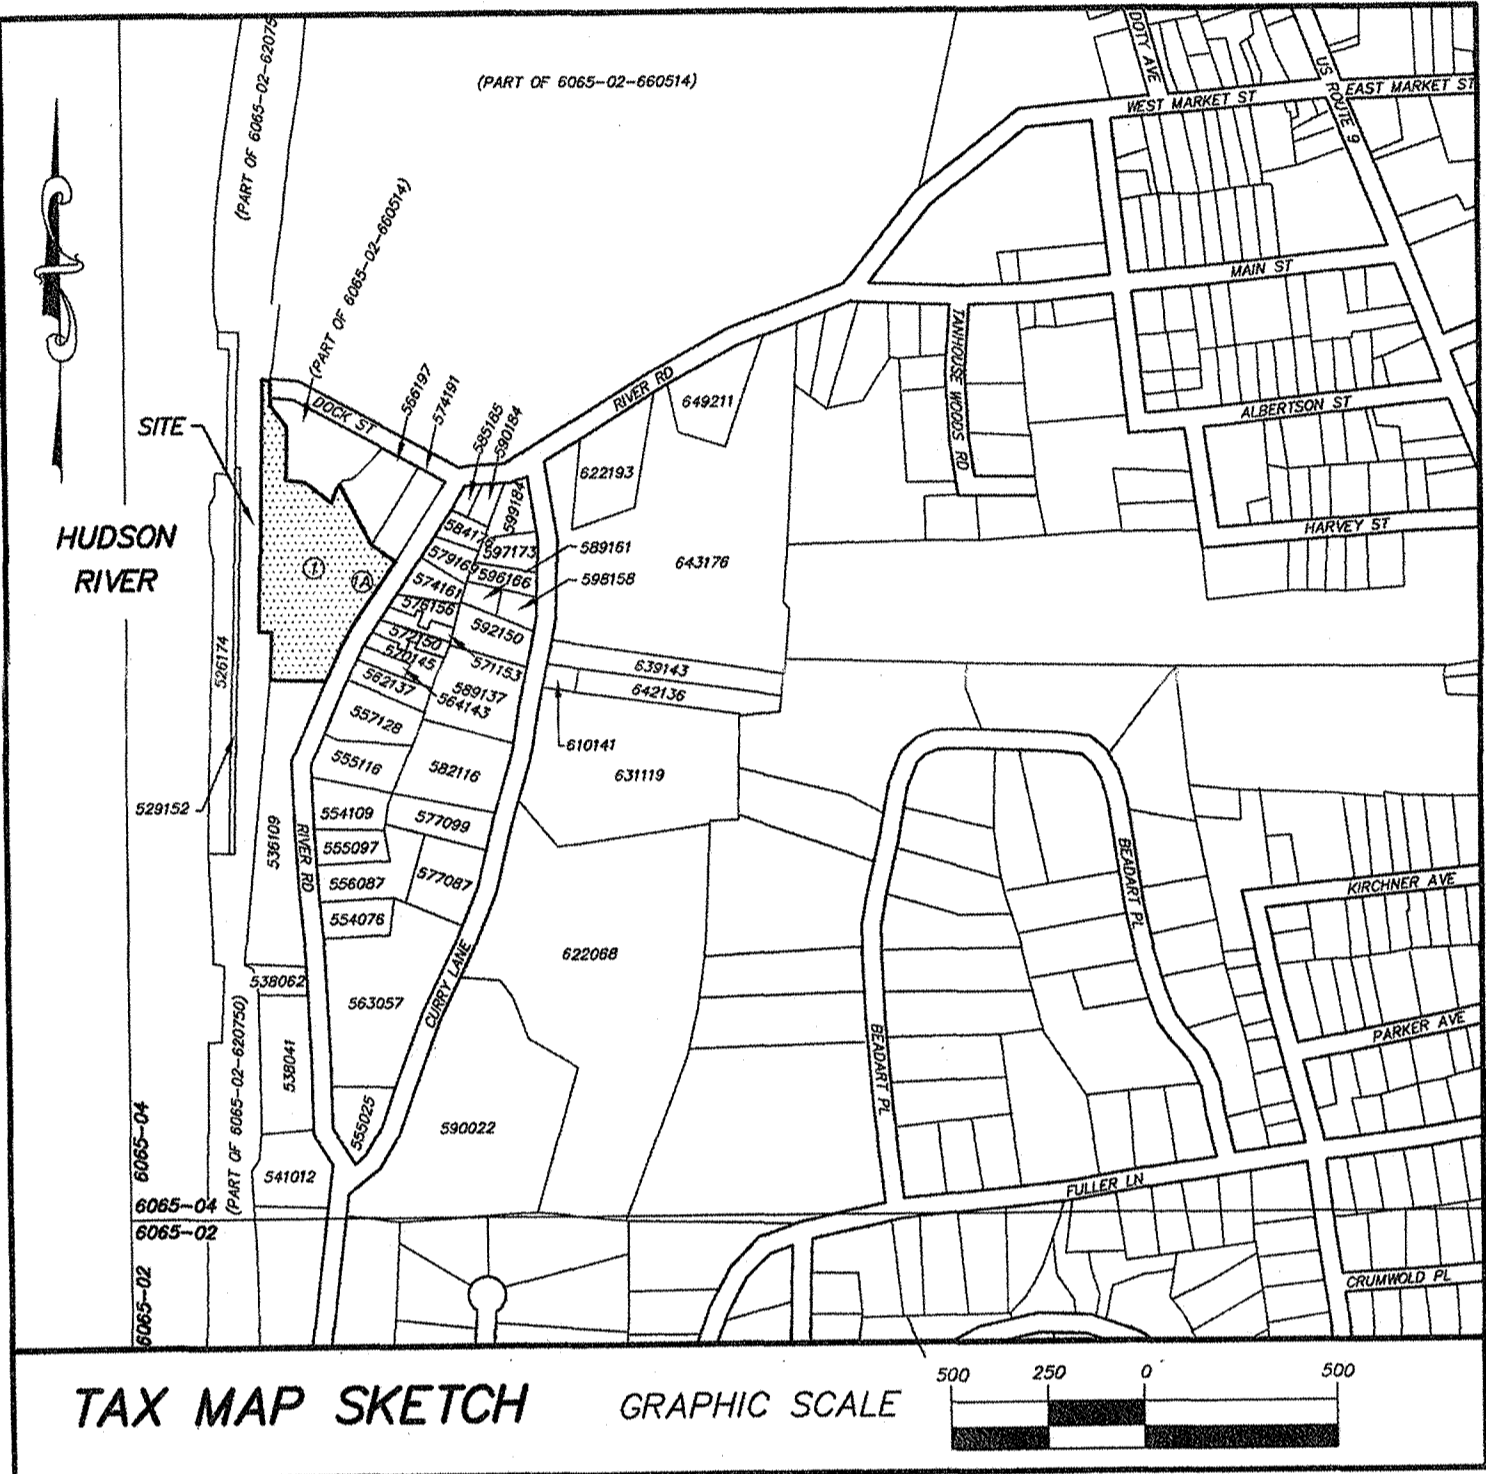 (PART OF 6065-02-62075
(PART OF 6065-02-660514)
DOTY AVE
US ROUTE 9
WEST MARKET ST
EAST MARKET ST
(PART OF 6065-02-660514)
MAIN ST
TANHOUSE WOODS RD
ALBERTSON ST
HARVEY ST
RIVER RD
DOCK ST
566197
574191
585185
590184
599184
649211
622193
SITE
HUDSON
RIVER
1
1A
597173
589161
643176
579169
596166
598158
574161
576156
592150
572150
571153
570145
639143
562137
589137
642136
564143
526174
557128
610141
555116
582116
631119
529152
554109
577099
536109
RIVER RD
555097
556087
577087
554076
622068
CURRY LANE
538062
563057
538041
555025
590022
541012
BEADART PL
BEADART PL
KIRCHNER AVE
PARKER AVE
FULLER LN
CRUMWOLD PL
(PART OF 6065-02-620750)
6065-04
6065-04
6065-02
6065-02
TAX MAP SKETCH
GRAPHIC SCALE
500 250 0 500